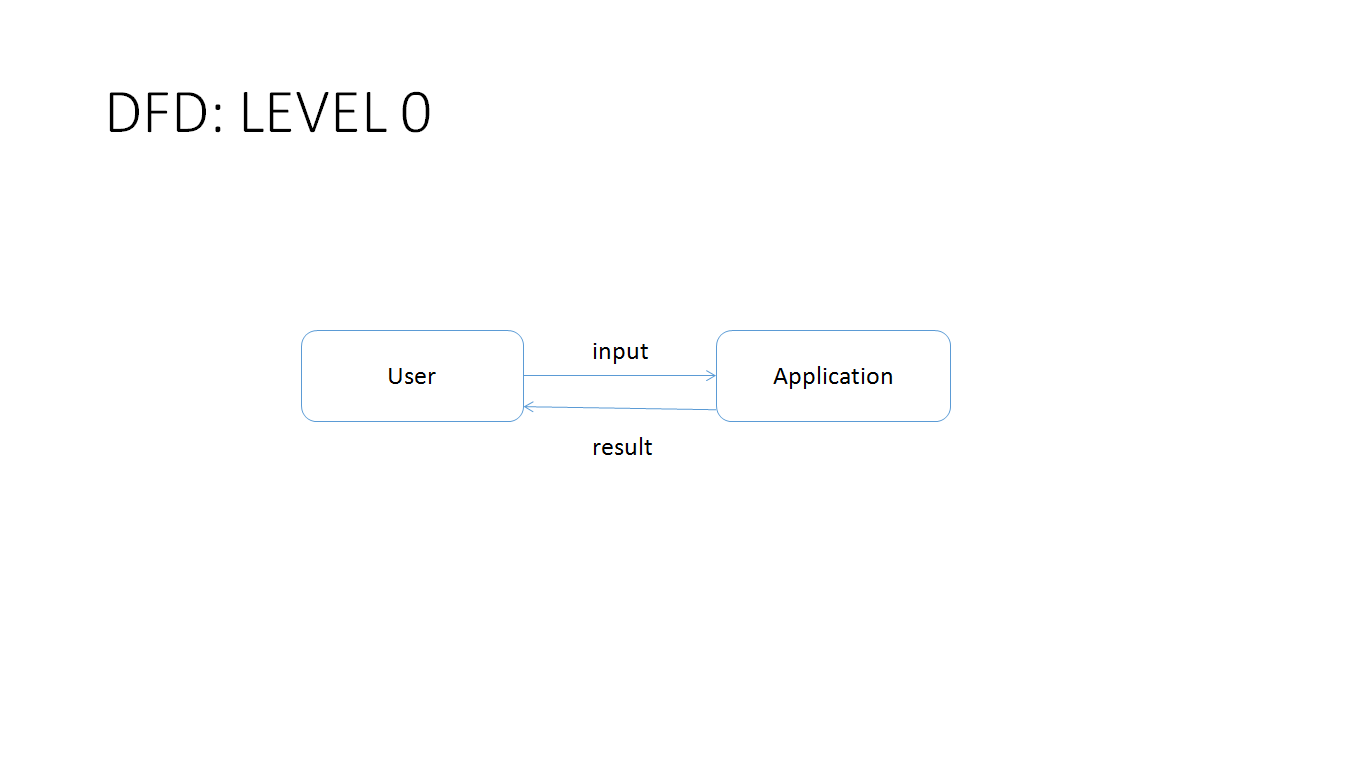 DFD: LEVEL 0
input
User
Application
result